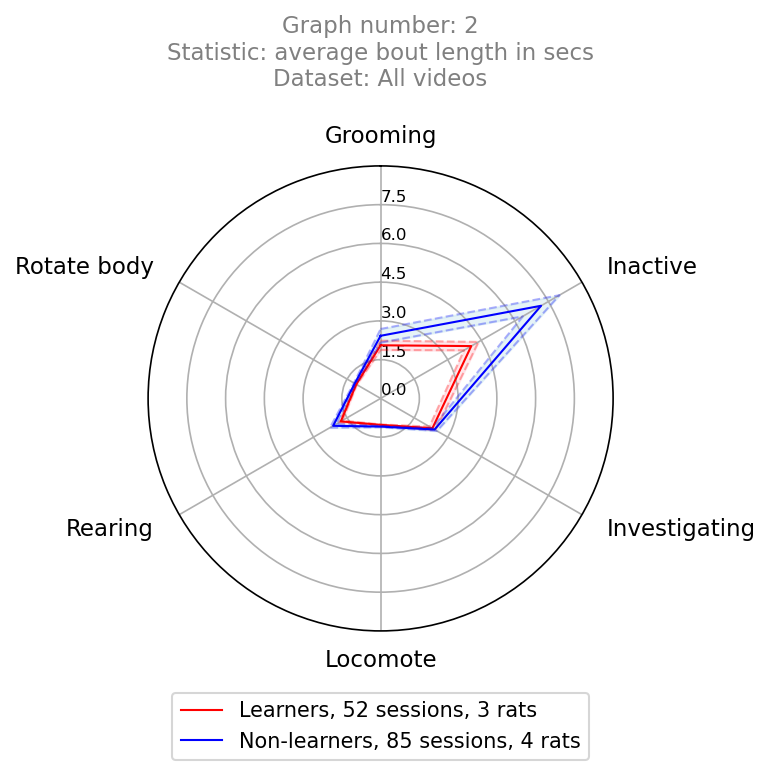 Graph number: 2
Statistic: average bout length in secs
Dataset: All videos
Grooming
7.5
6.0
Rotate body
Inactive
4.5
3.0
1.5
0.0
Rearing
Investigating
Locomote
Learners, 52 sessions, 3 rats
Non-learners, 85 sessions, 4 rats